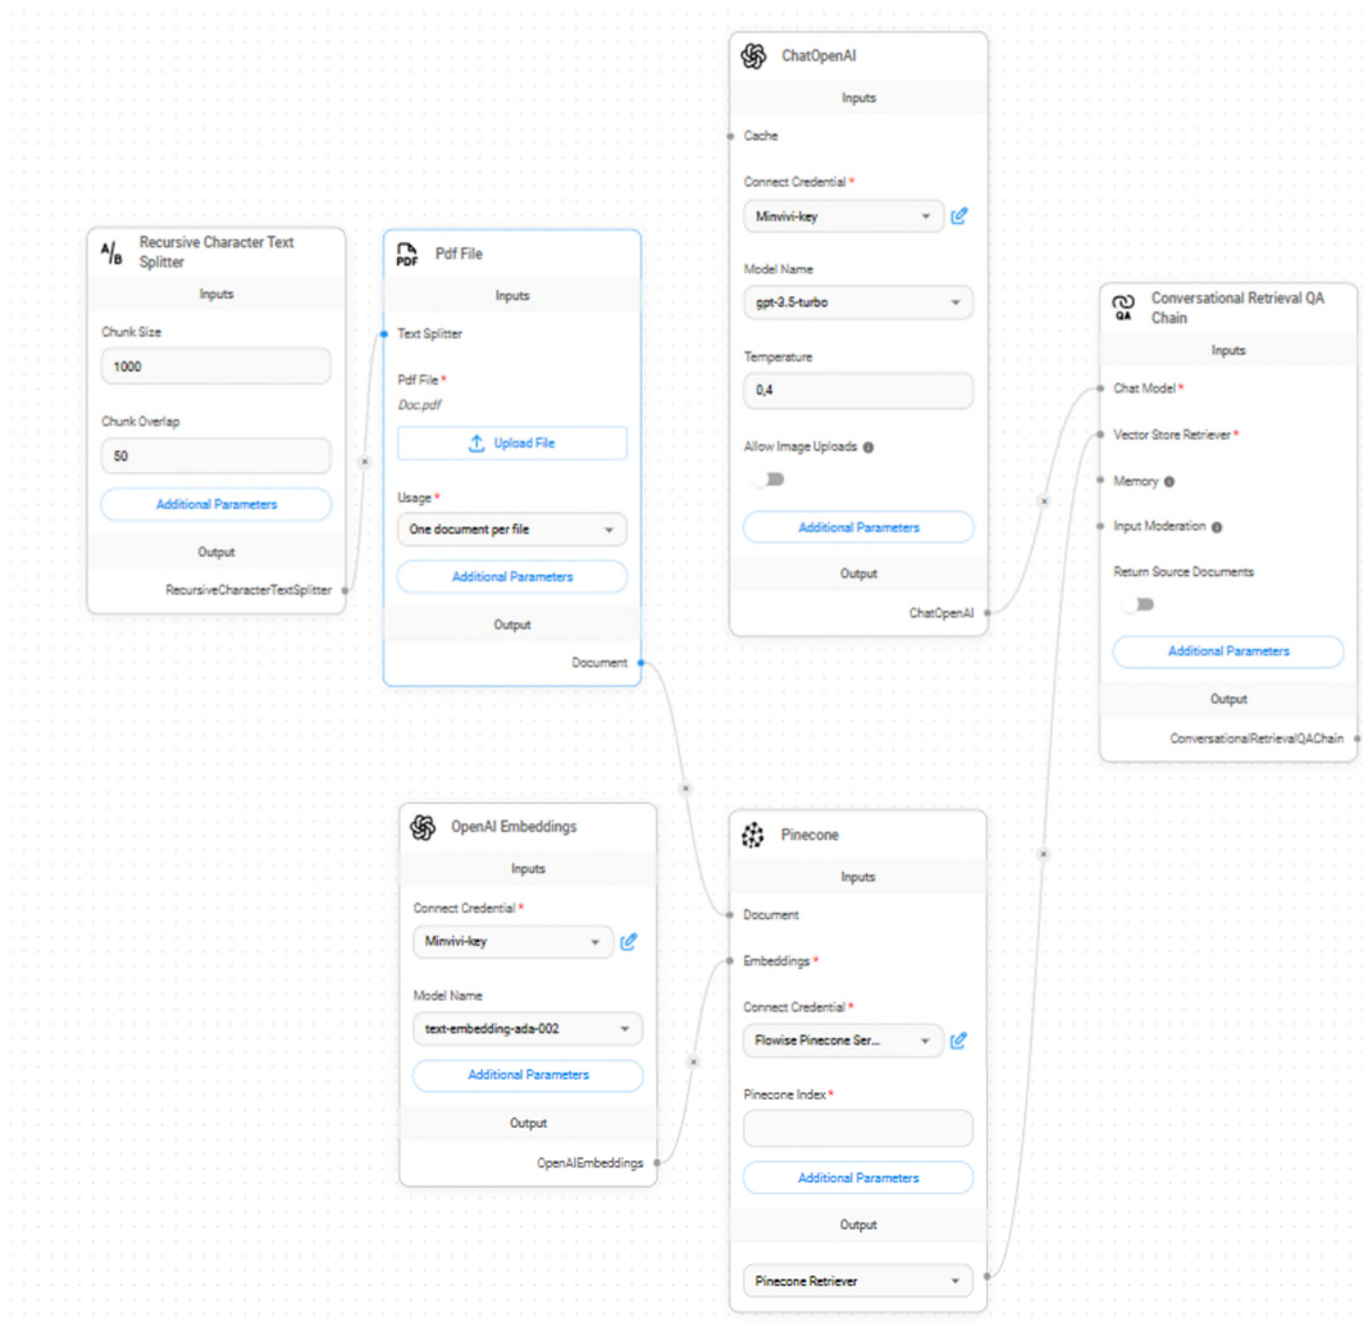 Recursive Character Text
Splitter
Inputs
Chunk Size
1000
Chunk Overlap
50
Additional Parameters
Output
RecursiveCharacterTextSplitter
PDF
Pdf File
Inputs
Text Splitter
Pdf File *
Doc.pdf
Upload File
Usage *
One document per file
Additional Parameters
Output
Document
ChatOpenAI
Inputs
Cache
Connect Credential *
Minvivi-key
Model Name
gpt-3.5-turbo
Temperature
0,4
Allow Image Uploads
Additional Parameters
Output
ChatOpenAI
QA
Conversational Retrieval QA
Chain
Inputs
Chat Model *
Vector Store Retriever *
Memory
Input Moderation
Return Source Documents
Additional Parameters
Output
ConversationalRetrievalQAChain
OpenAI Embeddings
Inputs
Connect Credential *
Minvivi-key
Model Name
text-embedding-ada-002
Additional Parameters
Output
OpenAIEmbeddings
Pinecone
Inputs
Document
Embeddings *
Connect Credential *
Flowise Pinecone Ser...
Pinecone Index *
Additional Parameters
Output
Pinecone Retriever